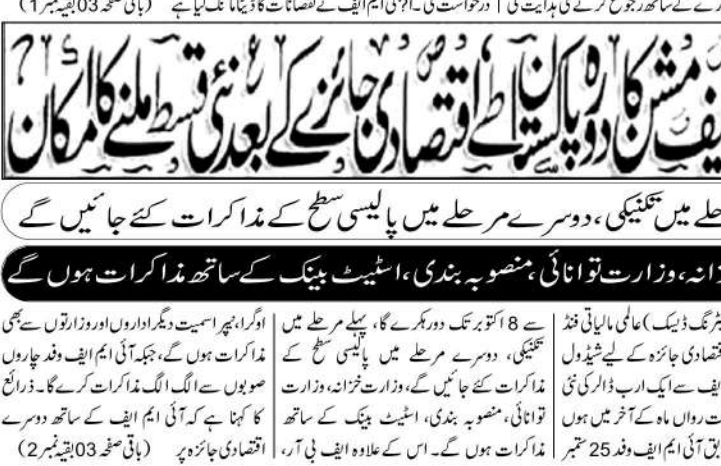 رے کے ساتھ رجوع کرنے کی ہدایت کی
درخواست کی۔ آئی ایم ایف نے نقصانات کا ڈیٹا مانگ لیا ہے (باقی صفحہ 03 بقیہ نمبر 1)
یف مشن کا دورہ پاکستان طے، اقتصادی جائزے کے بعد نئی قسط ملنے کا امکان
حلے میں تکنیکی، دوسرے مرحلے میں پالیسی سطح کے مذاکرات کئے جائیں گے
زانہ، وزارت توانائی، منصوبہ بندی، اسٹیٹ بینک کے ساتھ مذاکرات ہوں گے
یٹرنگ ڈیسک) عالمی مالیاتی فنڈ
قتصادی جائزہ کے لیے شیڈول
یف سے ایک ارب ڈالر کی نئی
ت رواں ماہ کے آخر میں ہوں
بق آئی ایم ایف وفد 25 ستمبر
سے 8 اکتوبر تک دورہ کرے گا، پہلے مرحلے میں
تکنیکی، دوسرے مرحلے میں پالیسی سطح کے
مذاکرات کئے جائیں گے، وزارت خزانہ، وزارت
توانائی، منصوبہ بندی، اسٹیٹ بینک کے ساتھ
مذاکرات ہوں گے۔ اس کے علاوہ ایف بی آر،
اوگرا، نیپرا سمیت دیگر اداروں اور وزارتوں سے بھی
مذاکرات ہوں گے، جبکہ آئی ایم ایف وفد چاروں
صوبوں سے الگ الگ مذاکرات کرے گا۔ ذرائع
کا کہنا ہے کہ آئی ایم ایف کے ساتھ دوسرے
اقتصادی جائزہ پر (باقی صفحہ 03 بقیہ نمبر 2)